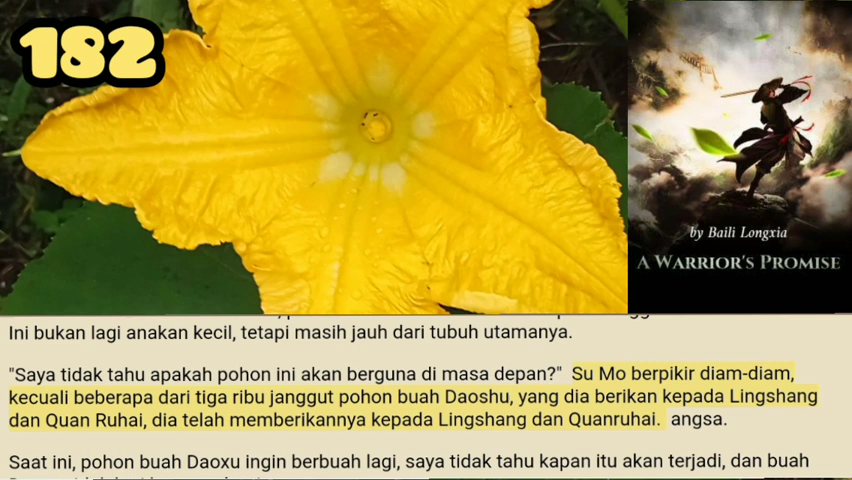 182
by Baili Longxia
A WARRIOR'S PROMISE
Ini bukan lagi anakan kecil, tetapi masih jauh dari tubuh utamanya.
"Saya tidak tahu apakah pohon ini akan berguna di masa depan?" Su Mo berpikir diam-diam,
kecuali beberapa dari tiga ribu janggut pohon buah Daoshu, yang dia berikan kepada Lingshang
dan Quan Ruhai, dia telah memberikannya kepada Lingshang dan Quanruhai. angsa.
Saat ini, pohon buah Daoxu ingin berbuah lagi, saya tidak tahu kapan itu akan terjadi, dan buah